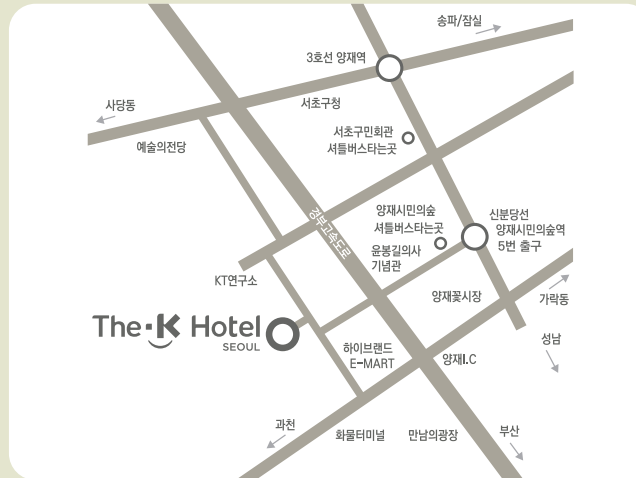 송파/잠실
3호선 양재역
사당동
서초구청
예술의전당
서초구민회관
셔틀버스타는곳
경부고속도로
양재시민의숲
셔틀버스타는곳
신분당선
양재시민의숲역
5번 출구
윤봉길의사
기념관
KT연구소
양재꽃시장
가락동
The-K Hotel
SEOUL
하이브랜드
E-MART
양재I.C
성남
과천
화물터미널
만남의광장
부산